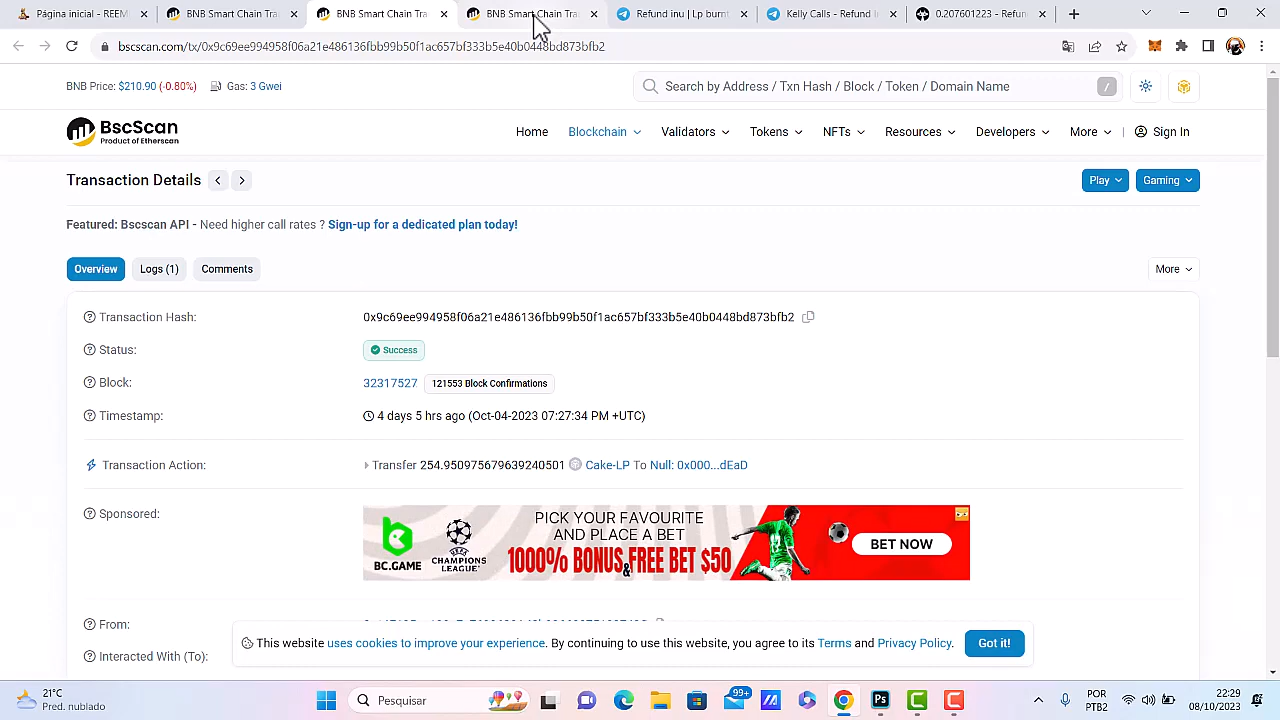 Página inicial - REEM
BNB Smart Chain Tra
BNB Smart Chain Tra
BNB Smart Chain Tra
Refund inu | Lp burnt
Kelly Calls - Refund I
0.207601223 - Refun
bscscan.com/tx/0x9c69ee994958f06a21e486136fbb99b50f1ac657bf333b5e40b0448bd873bfb2
BNB Price: $210.90 (-0.80%)
Gas: 3 Gwei
Search by Address / Txn Hash / Block / Token / Domain Name
/
BscScan
Product of Etherscan
Home
Blockchain
Validators
Tokens
NFTs
Resources
Developers
More
Sign In
Transaction Details
Play
Gaming
Featured: Bscscan API - Need higher call rates ? Sign-up for a dedicated plan today!
Overview
Logs (1)
Comments
More
Transaction Hash:
0x9c69ee994958f06a21e486136fbb99b50f1ac657bf333b5e40b0448bd873bfb2
Status:
Success
Block:
32317527
121553 Block Confirmations
Timestamp:
4 days 5 hrs ago (Oct-04-2023 07:27:34 PM +UTC)
Transaction Action:
Transfer 254.950975679639240501 Cake-LP To Null: 0x000...dEaD
Sponsored:
BC.GAME
UEFA CHAMPIONS LEAGUE
PICK YOUR FAVOURITE
AND PLACE A BET
1000% BONUS & FREE BET $50
BET NOW
From:
This website uses cookies to improve your experience. By continuing to use this website, you agree to its Terms and Privacy Policy.
Got it!
Interacted With (To):
21°C
Pred. nublado
Pesquisar
99+
Ps
POR
PTB2
22:29
08/10/2023